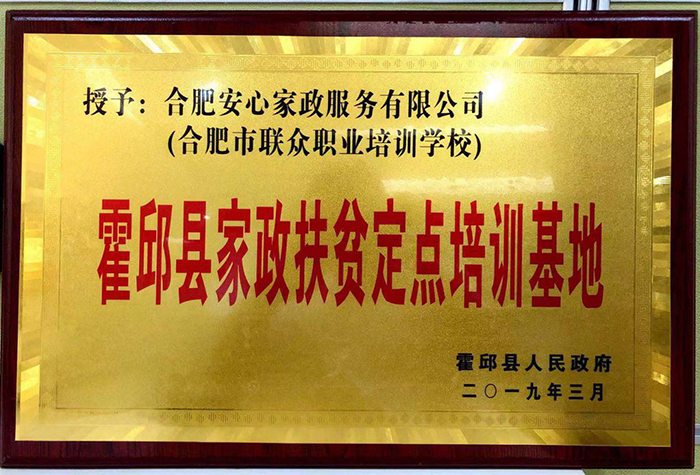 授予：合肥安心家政服务有限公司
(合肥市联众职业培训学校)
霍邱县家政扶贫定点培训基地
霍邱县人民政府
二〇一九年三月